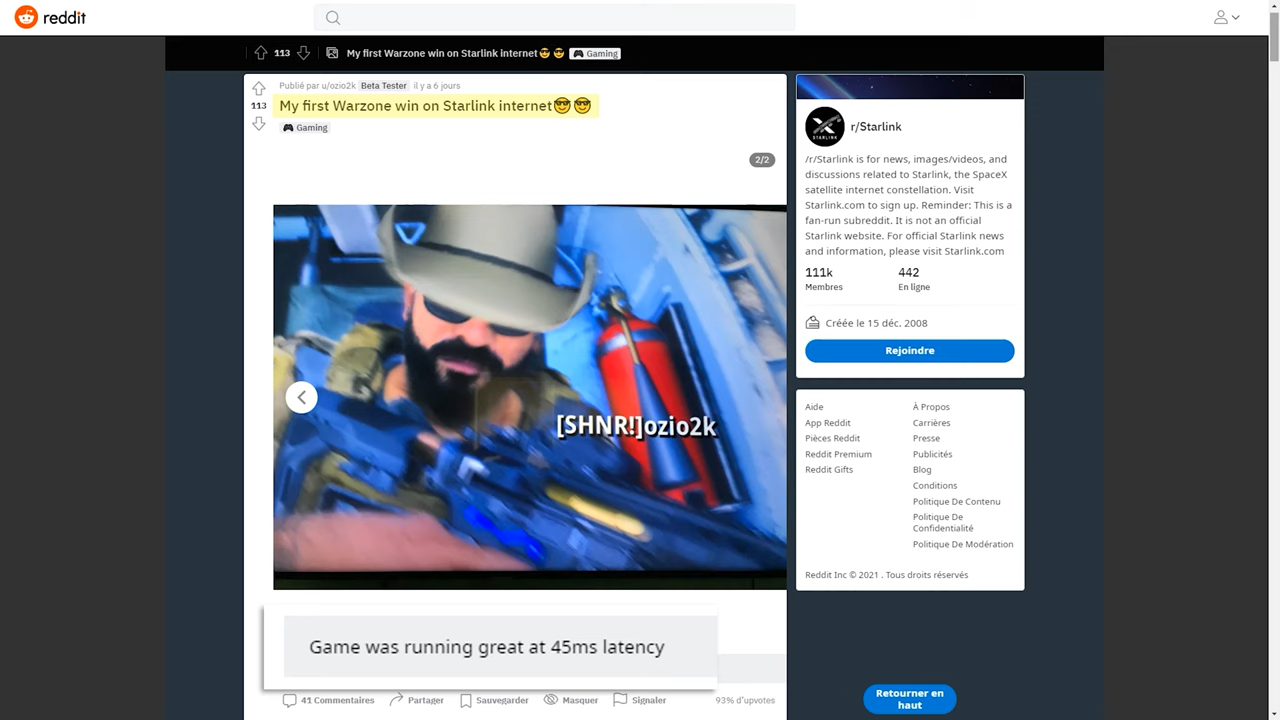 reddit
113 My first Warzone win on Starlink internet😎 😎 Gaming
Publié par u/ozio2k Beta Tester il y a 6 jours
113
My first Warzone win on Starlink internet😎 😎
Gaming
2/2
[SHNR!]ozio2k
Game was running great at 45ms latency
41 Commentaires Partager Sauvegarder Masquer Signaler 93% d'upvotes
STARLINK
r/Starlink
/r/Starlink is for news, images/videos, and
discussions related to Starlink, the SpaceX
satellite internet constellation. Visit
Starlink.com to sign up. Reminder: This is a
fan-run subreddit. It is not an official
Starlink website. For official Starlink news
and information, please visit Starlink.com
111k 442
Membres En ligne
Créée le 15 déc. 2008
Rejoindre
Aide
App Reddit
Pièces Reddit
Reddit Premium
Reddit Gifts
À Propos
Carrières
Presse
Publicités
Blog
Conditions
Politique De Contenu
Politique De
Confidentialité
Politique De Modération
Reddit Inc © 2021 . Tous droits réservés
Retourner en
haut